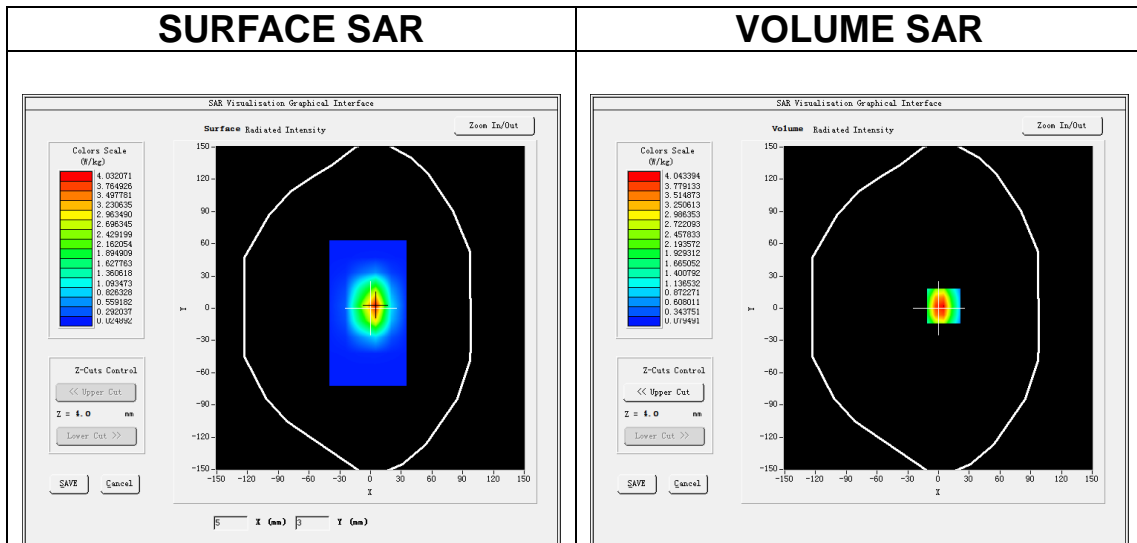 SURFACE SAR
VOLUME SAR
SAR Visualisation Graphical Interface
Surface Radiated Intensity
Zoom In/Out
Colors Scale
(W/kg)
4.032071
3.764926
3.497781
3.230635
2.963490
2.696345
2.429199
2.162054
1.894909
1.627763
1.360618
1.093473
0.826328
0.559182
0.292037
0.024892
Z-Cuts Control
<< Upper Cut
Z = 4.0 mm
Lower Cut >>
SAVE
Cancel
150
120
90
60
30
0
-30
-60
-90
-120
-150
Y
-150 -120 -90 -60 -30 0 30 60 90 120 150
X
5 X (mm) 3 Y (mm)
SAR Visualisation Graphical Interface
Volume Radiated Intensity
Zoom In/Out
Colors Scale
(W/kg)
4.043394
3.779133
3.514873
3.250613
2.986353
2.722093
2.457833
2.193572
1.929312
1.665052
1.400792
1.136532
0.872271
0.608011
0.343751
0.079491
Z-Cuts Control
<< Upper Cut
Z = 4.0 mm
Lower Cut >>
SAVE
Cancel
150
120
90
60
30
0
-30
-60
-90
-120
-150
Y
-150 -120 -90 -60 -30 0 30 60 90 120 150
X